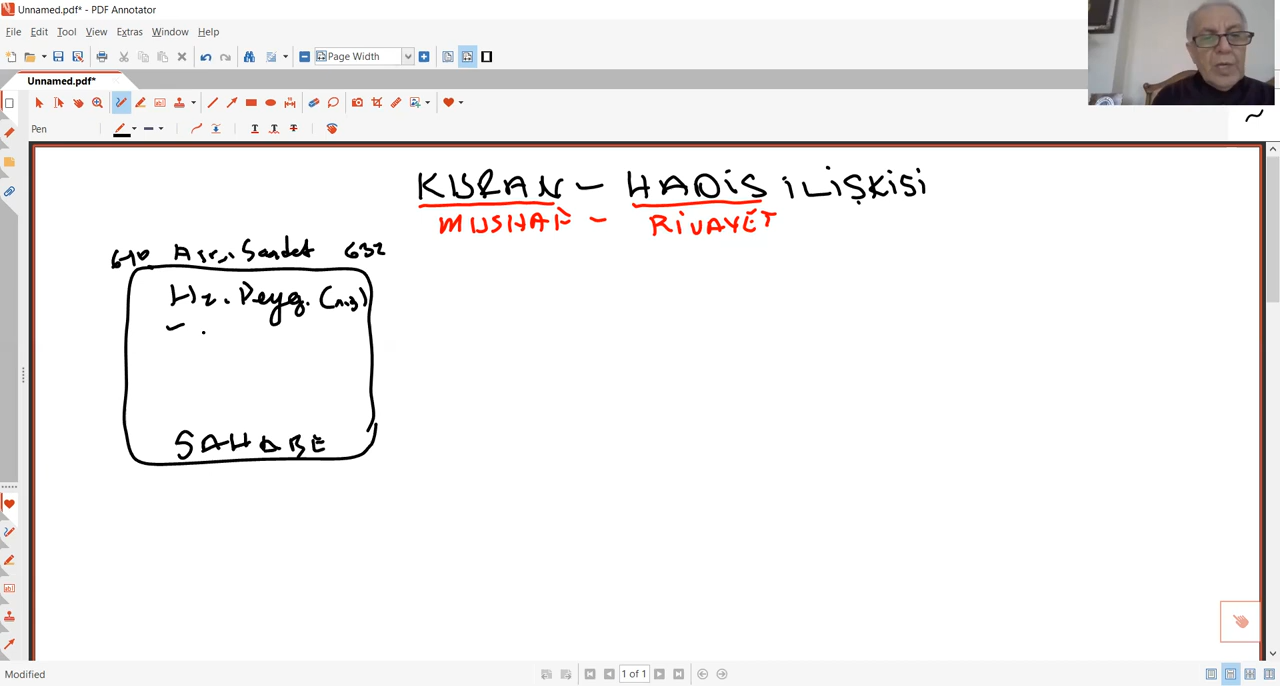 Unnamed.pdf* - PDF Annotator
File Edit Tool View Extras Window Help
Page Width
Unnamed.pdf*
Pen
KURAN – HADİS İLİŞKİSİ
MUSHAF – RİVAYET
610 Asr-ı Saadet 632
Hz. Peyg.
SAHABE
Modified
1 of 1